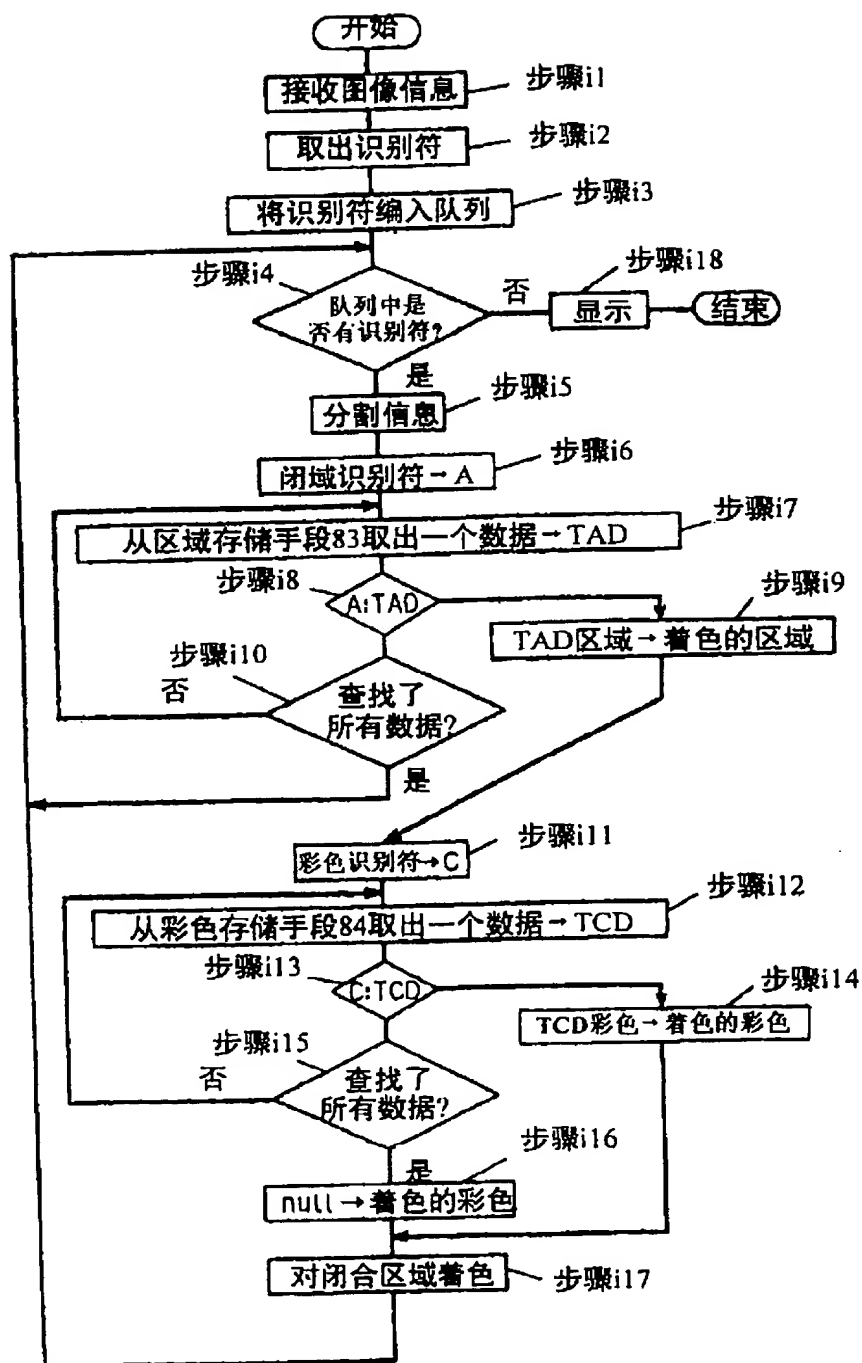 开始
接收图像信息
步骤i1
取出识别符
步骤i2
将识别符编入队列
步骤i3
步骤i4
队列中是
否有识别符?
否
显示
步骤i18
结束
是
分割信息
步骤i5
闭域识别符→A
步骤i6
从区域存储手段83取出一个数据→TAD
步骤i7
步骤i8
A:TAD
步骤i9
TAD区域→着色的区域
步骤i10
否
查找了
所有数据?
是
彩色识别符→C
步骤i11
从彩色存储手段84取出一个数据→TCD
步骤i12
步骤i13
C:TCD
步骤i14
TCD彩色→着色的彩色
步骤i15
否
查找了
所有数据?
是
步骤i16
null→着色的彩色
对闭合区域着色
步骤i17